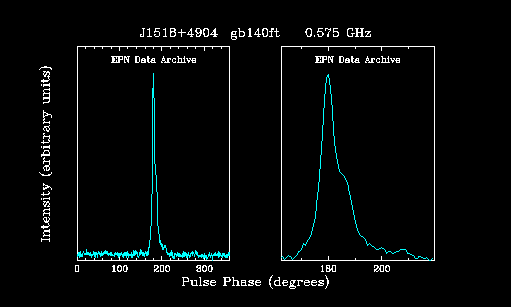 J1518+4904 gb140ft 0.575 GHz
EPN Data Archive
EPN Data Archive
Intensity (arbitrary units)
0 100 200 300
180 200
Pulse Phase (degrees)